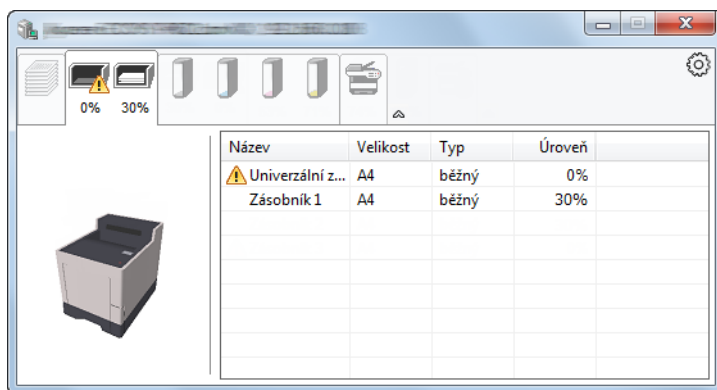 0% 30%
Název Velikost Typ Úroveň
Univerzální z... A4 běžný 0%
Zásobník 1 A4 běžný 30%